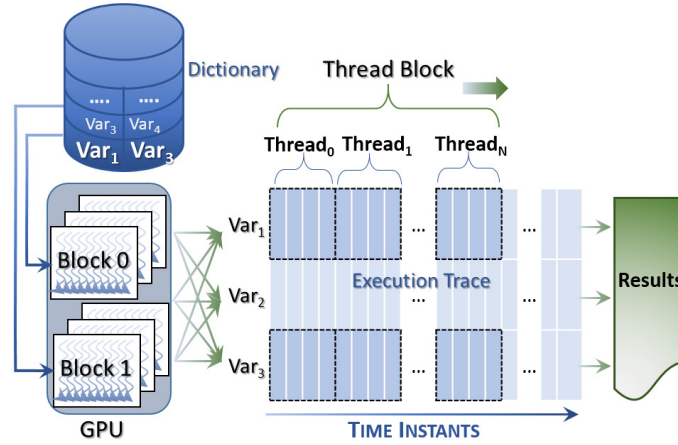 Dictionary
.... ....
Var3 Var4
Var1 Var3
Thread Block
Thread0 Thread1 ThreadN
Block 0
Block 1
GPU
Var1 ... ...
Var2 Execution Trace ... ...
Var3 ... ...
Results
TIME INSTANTS